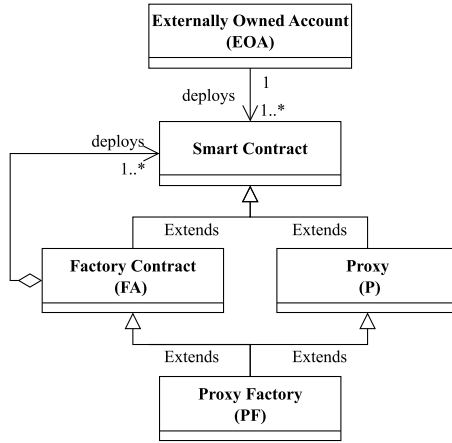 Externally Owned Account
(EOA)
1
deploys
1..*
deploys
1..*
Smart Contract
Extends
Extends
Factory Contract
(FA)
Proxy
(P)
Extends
Extends
Proxy Factory
(PF)